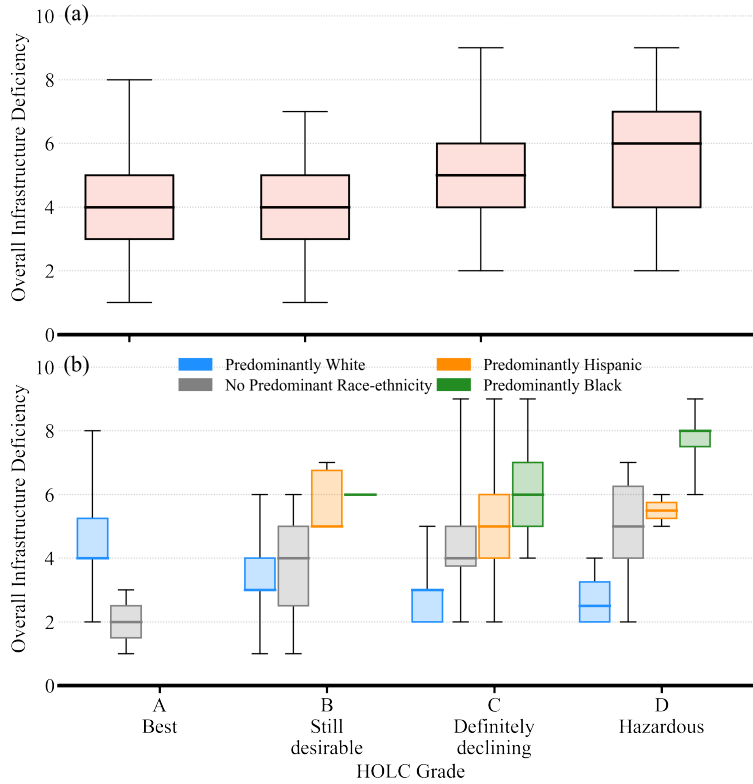 (a)
10
8
6
4
2
0
Overall Infrastructure Deficiency
(b)
Predominantly White
No Predominant Race-ethnicity
Predominantly Hispanic
Predominantly Black
10
8
6
4
2
0
Overall Infrastructure Deficiency
A
Best
B
Still
desirable
C
Definitely
declining
D
Hazardous
HOLC Grade